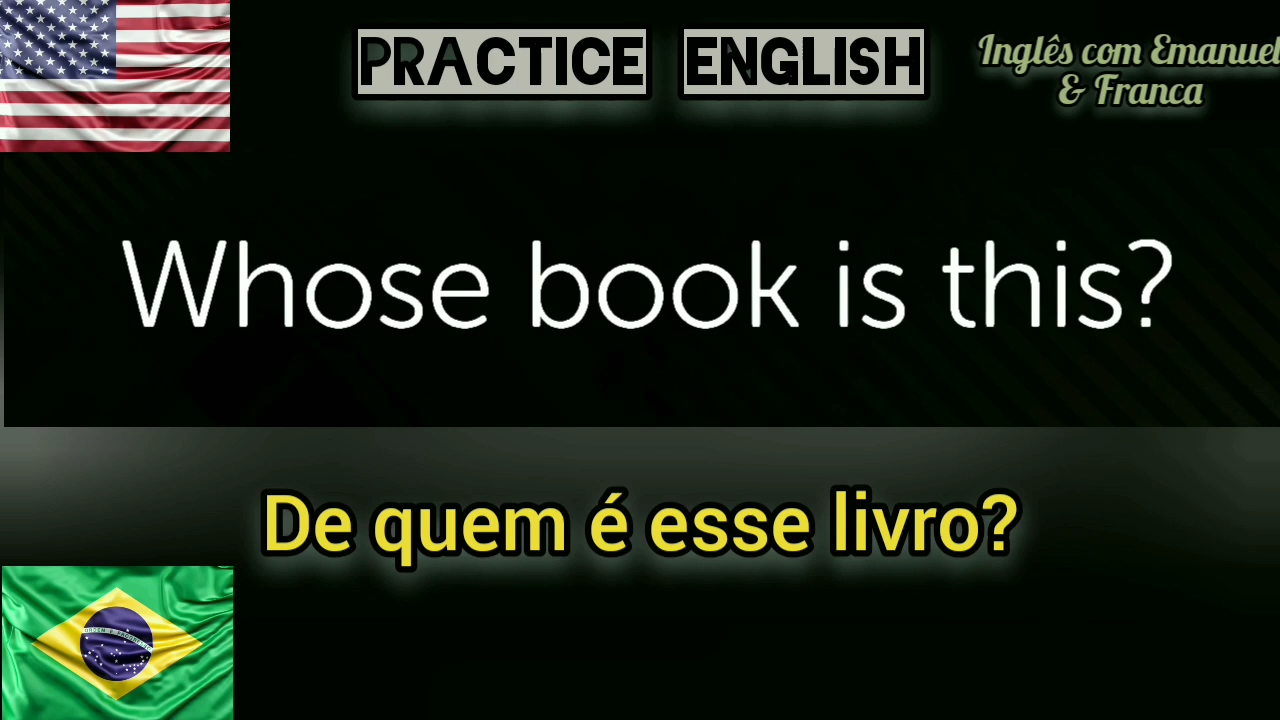 PRACTICE ENGLISH
Inglês com Emanuel
& Franca
Whose book is this?
De quem é esse livro?